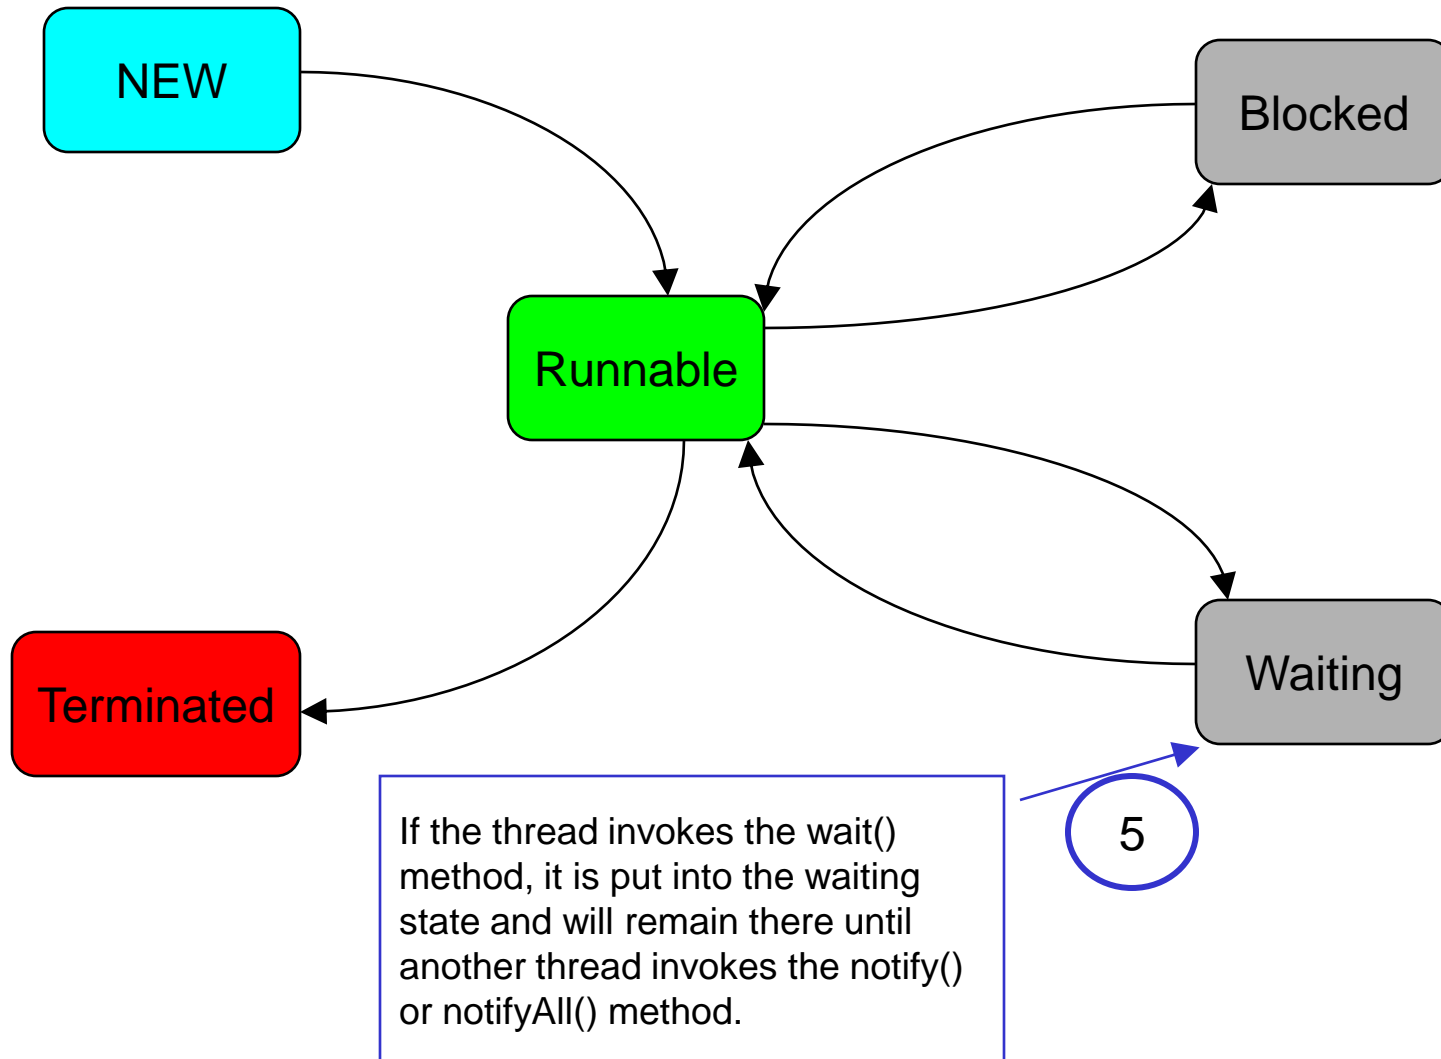 NEW
Blocked
Runnable
Terminated
Waiting
If the thread invokes the wait()
method, it is put into the waiting
state and will remain there until
another thread invokes the notify()
or notifyAll() method.
5